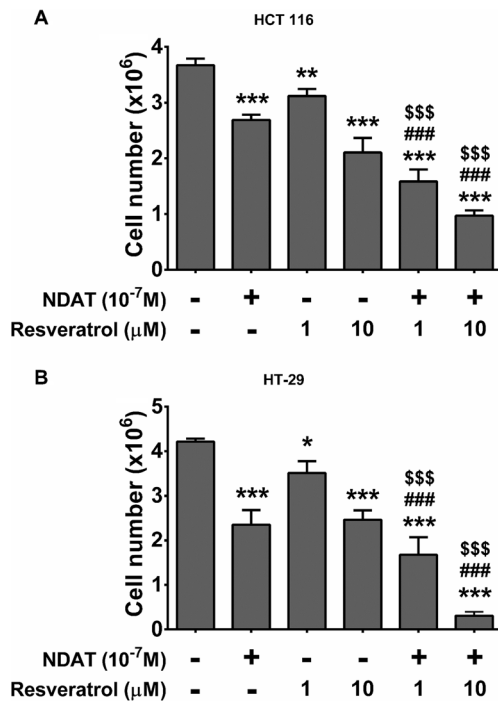 A
HCT 116
Cell number (x10⁶)
4
3
2
1
0
***
**
***
$$$
###
***
$$$
###
***
NDAT (10⁻⁷M) - + - - + +
Resveratrol (µM) - - 1 10 1 10
B
HT-29
Cell number (x10⁶)
5
4
3
2
1
0
***
*
***
$$$
###
***
$$$
###
***
NDAT (10⁻⁷M) - + - - + +
Resveratrol (µM) - - 1 10 1 10